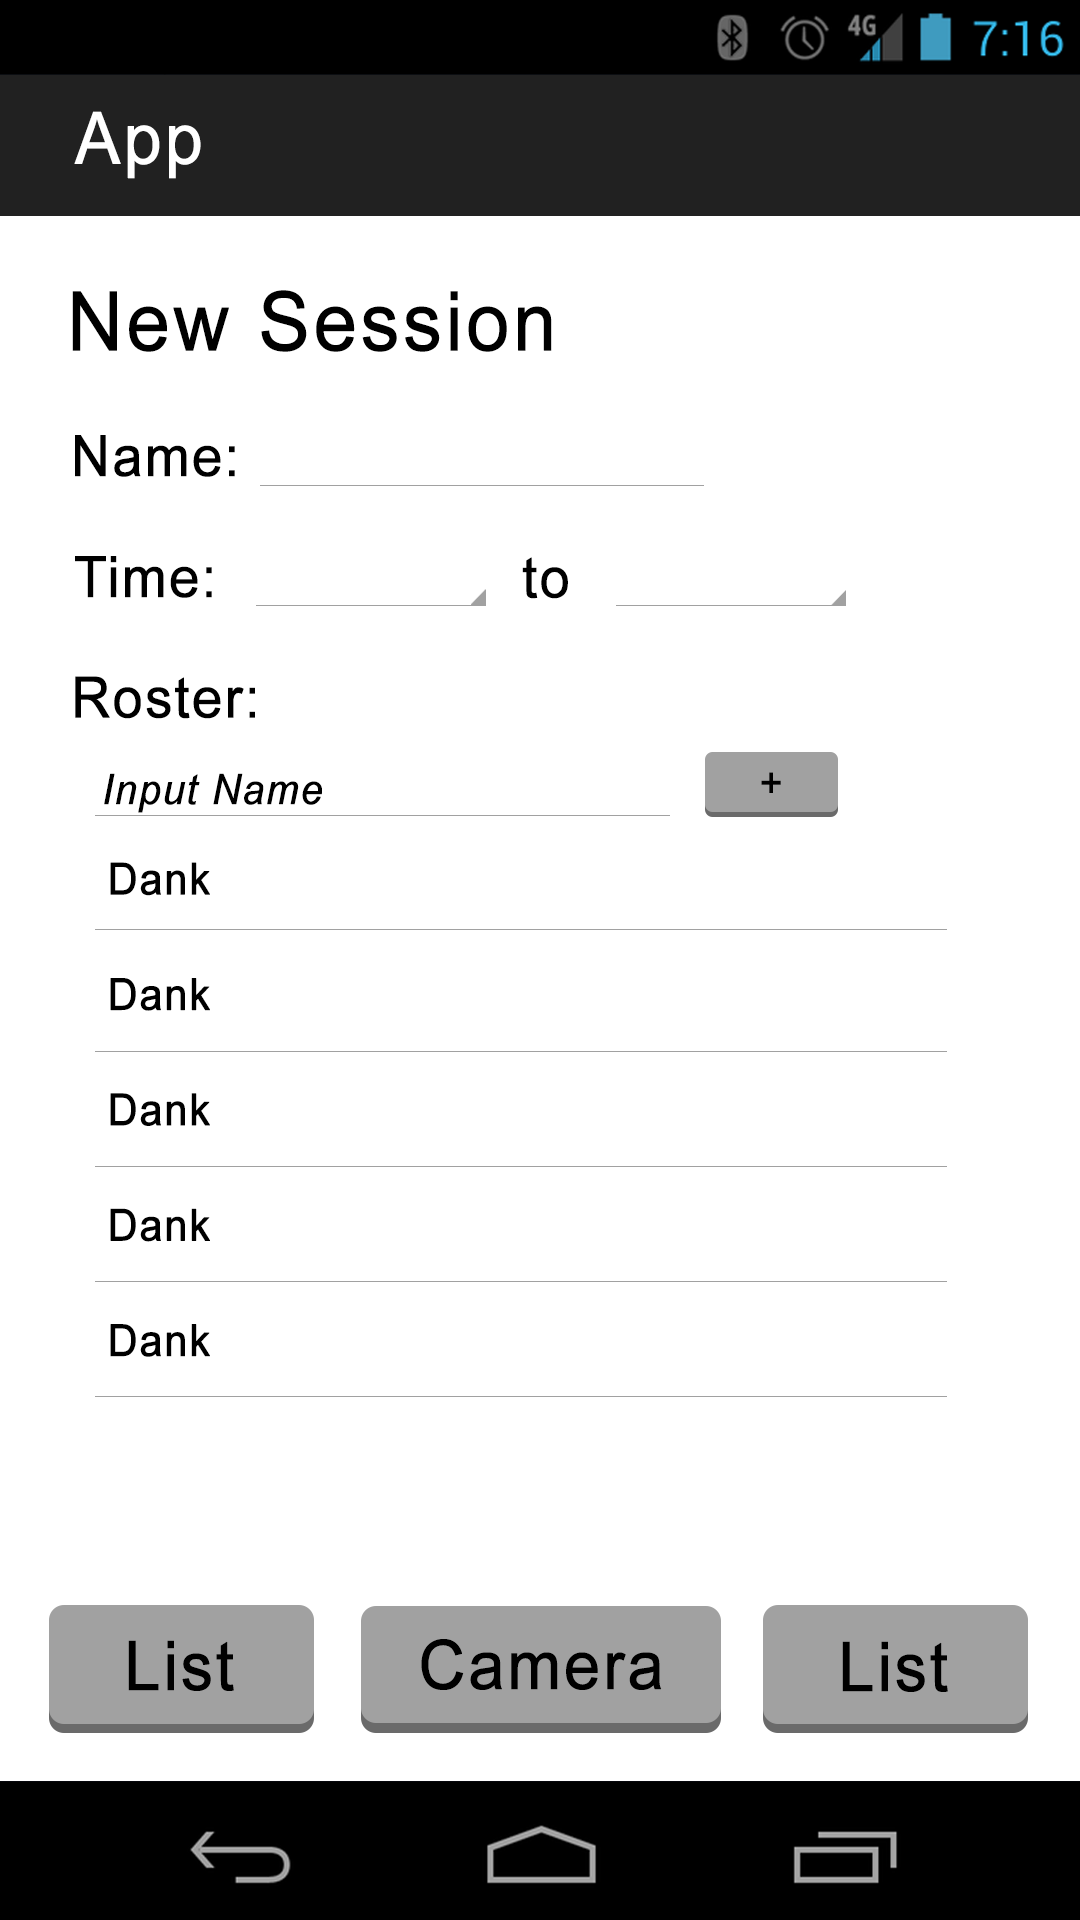 4G 7:16
App
New Session
Name:
Time: to
Roster:
Input Name +
Dank
Dank
Dank
Dank
Dank
List Camera List